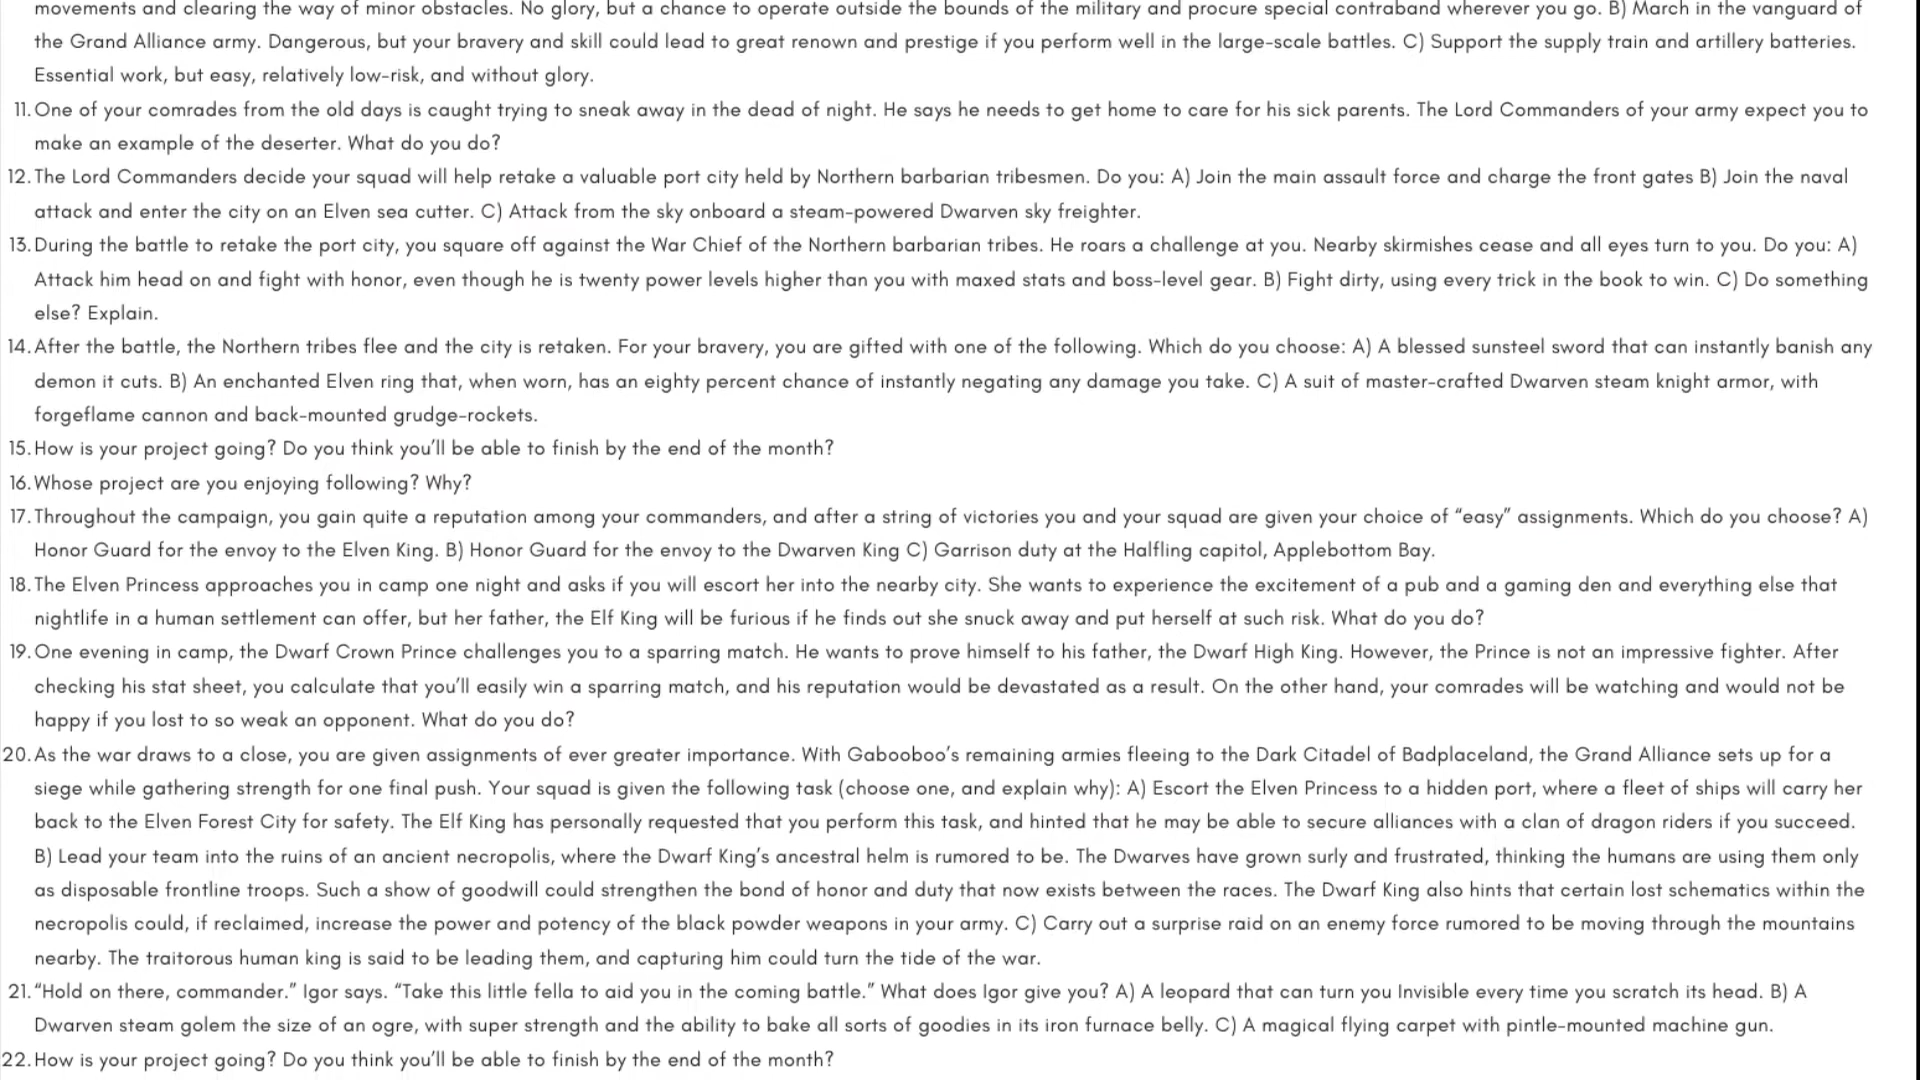 movements and clearing the way of minor obstacles. No glory, but a chance to operate outside the bounds of the military and procure special contraband wherever you go. B) March in the vanguard of
the Grand Alliance army. Dangerous, but your bravery and skill could lead to great renown and prestige if you perform well in the large-scale battles. C) Support the supply train and artillery batteries.
Essential work, but easy, relatively low-risk, and without glory.
11. One of your comrades from the old days is caught trying to sneak away in the dead of night. He says he needs to get home to care for his sick parents. The Lord Commanders of your army expect you to
make an example of the deserter. What do you do?
12. The Lord Commanders decide your squad will help retake a valuable port city held by Northern barbarian tribesmen. Do you: A) Join the main assault force and charge the front gates B) Join the naval
attack and enter the city on an Elven sea cutter. C) Attack from the sky onboard a steam-powered Dwarven sky freighter.
13. During the battle to retake the port city, you square off against the War Chief of the Northern barbarian tribes. He roars a challenge at you. Nearby skirmishes cease and all eyes turn to you. Do you: A)
Attack him head on and fight with honor, even though he is twenty power levels higher than you with maxed stats and boss-level gear. B) Fight dirty, using every trick in the book to win. C) Do something
else? Explain.
14. After the battle, the Northern tribes flee and the city is retaken. For your bravery, you are gifted with one of the following. Which do you choose: A) A blessed sunsteel sword that can instantly banish any
demon it cuts. B) An enchanted Elven ring that, when worn, has an eighty percent chance of instantly negating any damage you take. C) A suit of master-crafted Dwarven steam knight armor, with
forgeflame cannon and back-mounted grudge-rockets.
15. How is your project going? Do you think you'll be able to finish by the end of the month?
16. Whose project are you enjoying following? Why?
17. Throughout the campaign, you gain quite a reputation among your commanders, and after a string of victories you and your squad are given your choice of “easy” assignments. Which do you choose? A)
Honor Guard for the envoy to the Elven King. B) Honor Guard for the envoy to the Dwarven King C) Garrison duty at the Halfling capitol, Applebottom Bay.
18. The Elven Princess approaches you in camp one night and asks if you will escort her into the nearby city. She wants to experience the excitement of a pub and a gaming den and everything else that
nightlife in a human settlement can offer, but her father, the Elf King will be furious if he finds out she snuck away and put herself at such risk. What do you do?
19. One evening in camp, the Dwarf Crown Prince challenges you to a sparring match. He wants to prove himself to his father, the Dwarf High King. However, the Prince is not an impressive fighter. After
checking his stat sheet, you calculate that you'll easily win a sparring match, and his reputation would be devastated as a result. On the other hand, your comrades will be watching and would not be
happy if you lost to so weak an opponent. What do you do?
20. As the war draws to a close, you are given assignments of ever greater importance. With Gabooboo's remaining armies fleeing to the Dark Citadel of Badplaceland, the Grand Alliance sets up for a
siege while gathering strength for one final push. Your squad is given the following task (choose one, and explain why): A) Escort the Elven Princess to a hidden port, where a fleet of ships will carry her
back to the Elven Forest City for safety. The Elf King has personally requested that you perform this task, and hinted that he may be able to secure alliances with a clan of dragon riders if you succeed.
B) Lead your team into the ruins of an ancient necropolis, where the Dwarf King's ancestral helm is rumored to be. The Dwarves have grown surly and frustrated, thinking the humans are using them only
as disposable frontline troops. Such a show of goodwill could strengthen the bond of honor and duty that now exists between the races. The Dwarf King also hints that certain lost schematics within the
necropolis could, if reclaimed, increase the power and potency of the black powder weapons in your army. C) Carry out a surprise raid on an enemy force rumored to be moving through the mountains
nearby. The traitorous human king is said to be leading them, and capturing him could turn the tide of the war.
21. “Hold on there, commander.” Igor says. “Take this little fella to aid you in the coming battle.” What does Igor give you? A) A leopard that can turn you Invisible every time you scratch its head. B) A
Dwarven steam golem the size of an ogre, with super strength and the ability to bake all sorts of goodies in its iron furnace belly. C) A magical flying carpet with pintle-mounted machine gun.
22. How is your project going? Do you think you'll be able to finish by the end of the month?